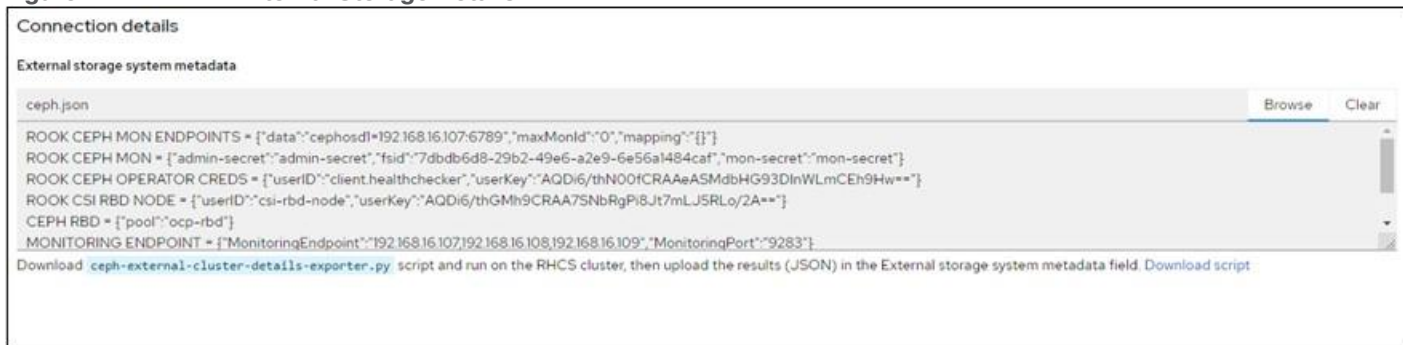 Connection details
External storage system metadata
ceph.json
Browse Clear
ROOK CEPH MON ENDPOINTS = {"data":"cephosd1=192.168.16.107:6789","maxMonId":"0","mapping":"{}"}
ROOK CEPH MON = {"admin-secret":"admin-secret","fsid":"7dbdb6d8-29b2-49e6-a2e9-6e56a1484caf","mon-secret":"mon-secret"}
ROOK CEPH OPERATOR CREDS = {"userID":"client.healthchecker","userKey":"AQDi6/thN00fCRAAeASMdbHG93DInWLmCEh9Hw=="}
ROOK CSI RBD NODE = {"userID":"csi-rbd-node","userKey":"AQDi6/thGMh9CRAA7SNbRgPi8Jt7mLJ5RLo/2A=="}
CEPH RBD = {"pool":"ocp-rbd"}
MONITORING ENDPOINT = {"MonitoringEndpoint":"192.168.16.107,192.168.16.108,192.168.16.109","MonitoringPort":"9283"}
Download ceph-external-cluster-details-exporter.py script and run on the RHCS cluster, then upload the results (JSON) in the External storage system metadata field. Download script